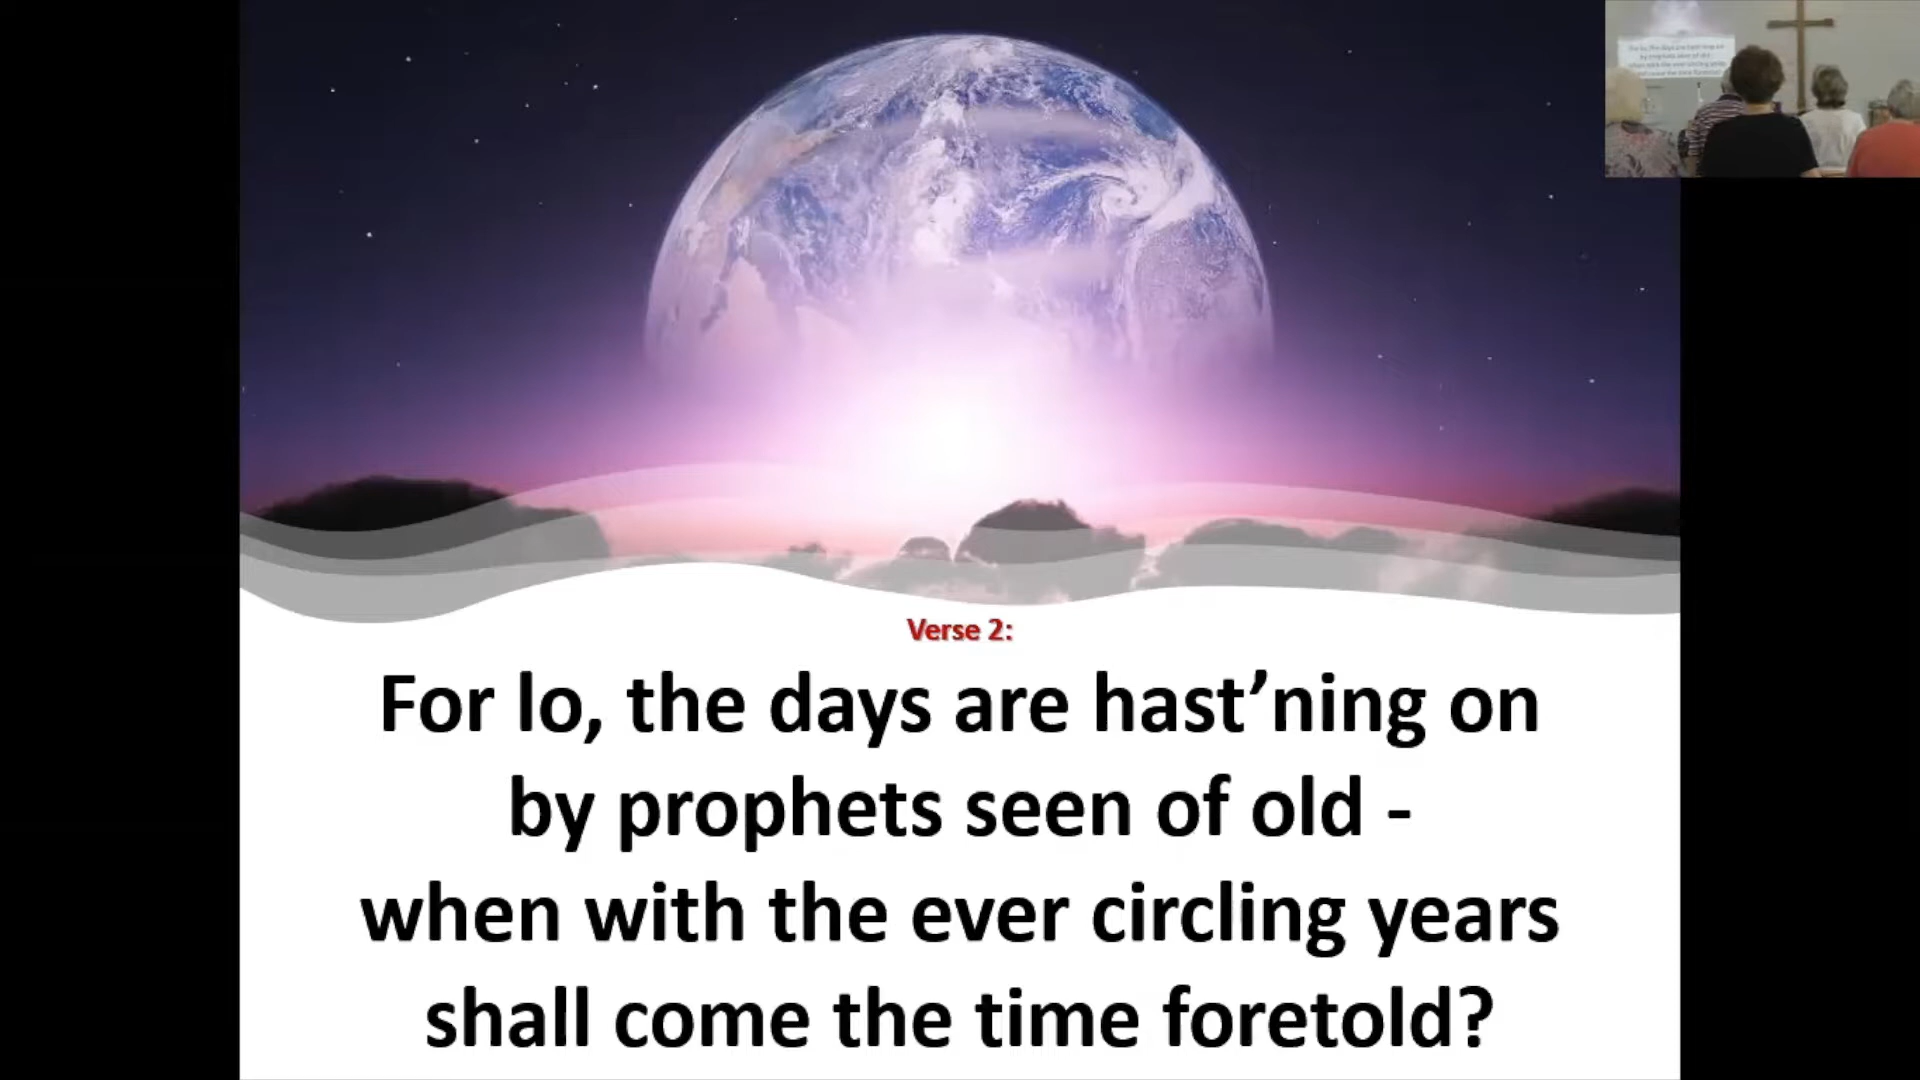 Verse 2:
For lo, the days are hast’ning on
by prophets seen of old -
when with the ever circling years
shall come the time foretold?